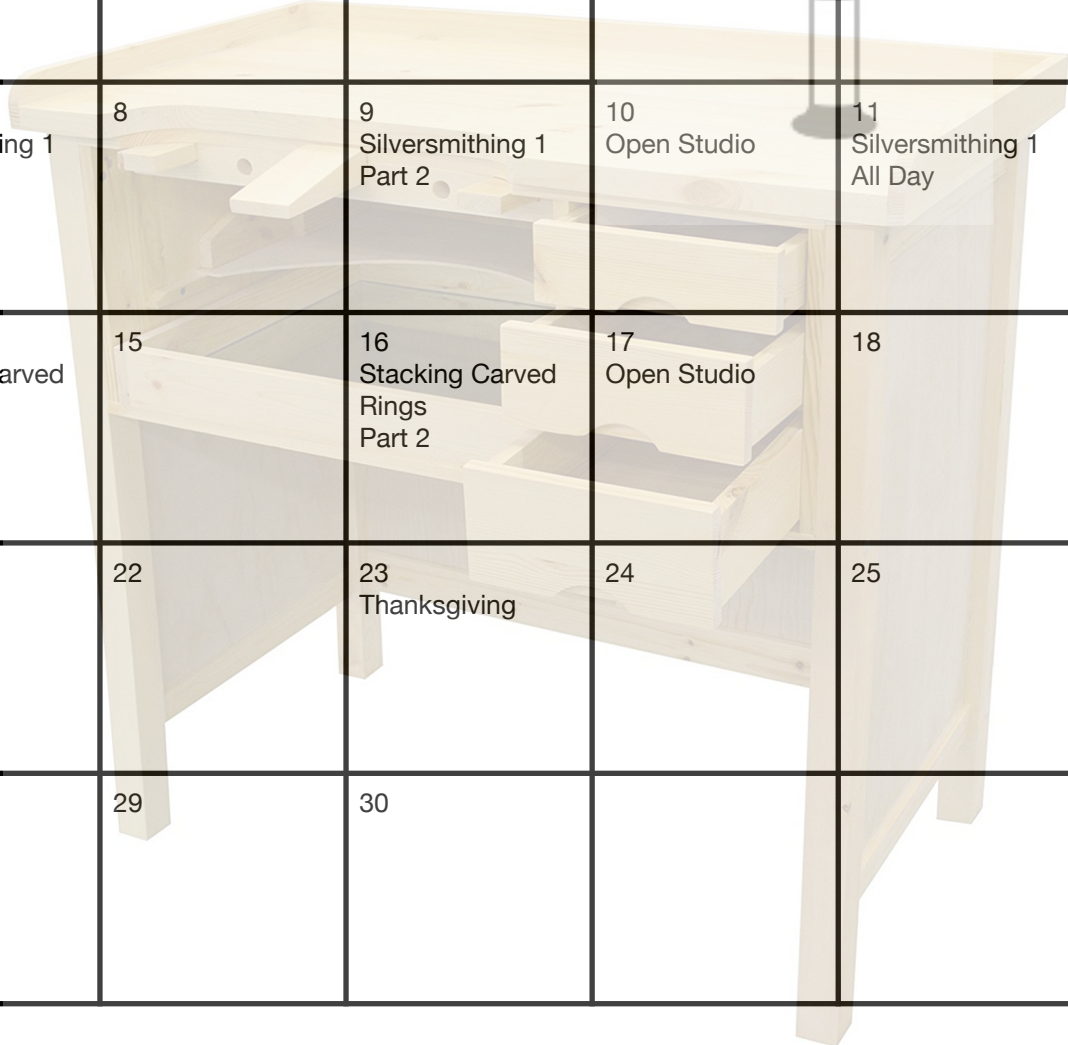 8
9
10
11
ing 1
Silversmithing 1
Open Studio
Silversmithing 1
Part 2
All Day
15
16
17
18
arved
Stacking Carved
Open Studio
Rings
Part 2
22
23
24
25
Thanksgiving
29
30